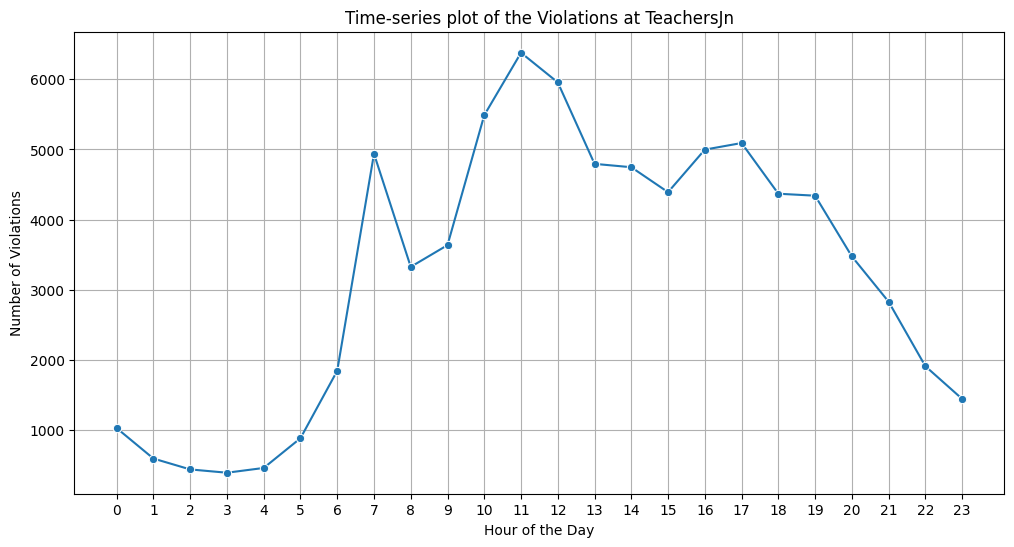 Time-series plot of the Violations at TeachersJn
Number of Violations
6000
5000
4000
3000
2000
1000
0 1 2 3 4 5 6 7 8 9 10 11 12 13 14 15 16 17 18 19 20 21 22 23
Hour of the Day